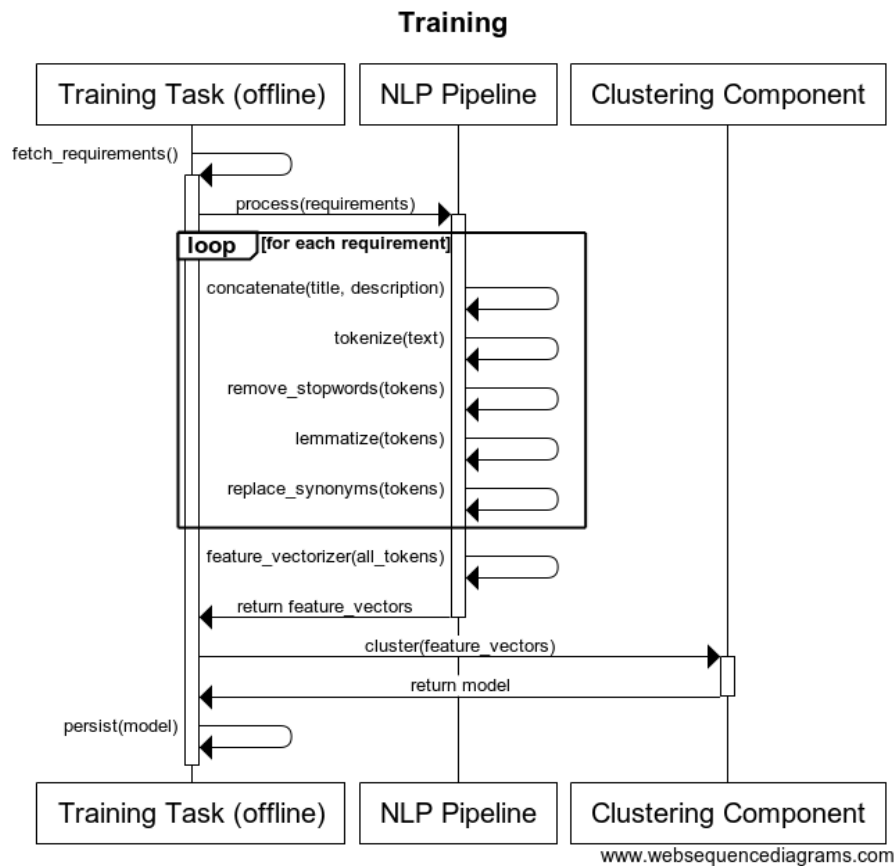 Training
Training Task (offline)
NLP Pipeline
Clustering Component
fetch_requirements()
process(requirements)
loop
[for each requirement]
concatenate(title, description)
tokenize(text)
remove_stopwords(tokens)
lemmatize(tokens)
replace_synonyms(tokens)
feature_vectorizer(all_tokens)
return feature_vectors
cluster(feature_vectors)
return model
persist(model)
Training Task (offline)
NLP Pipeline
Clustering Component
www.websequencediagrams.com